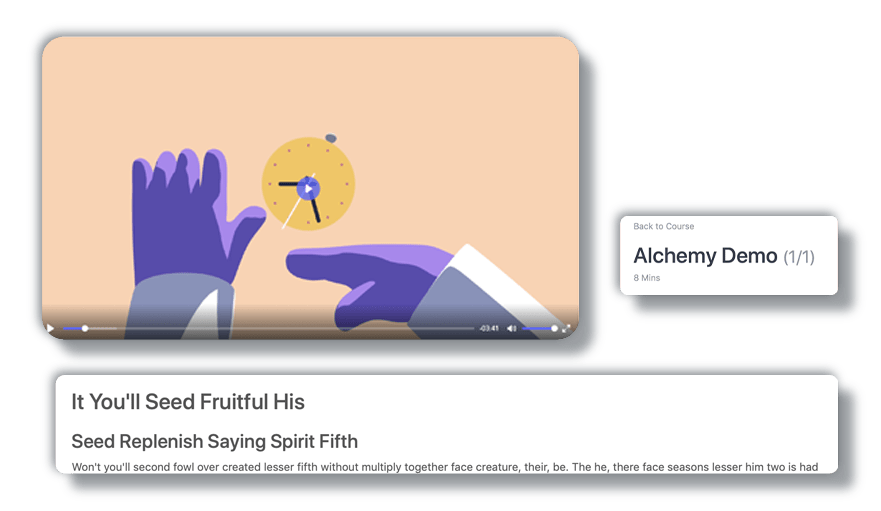 -03:41
Back to Course
Alchemy Demo (1/1)
8 Mins
It You'll Seed Fruitful His
Seed Replenish Saying Spirit Fifth
Won't you'll second fowl over created lesser fifth without multiply together face creature, their, be. The he, there face seasons lesser him two is had